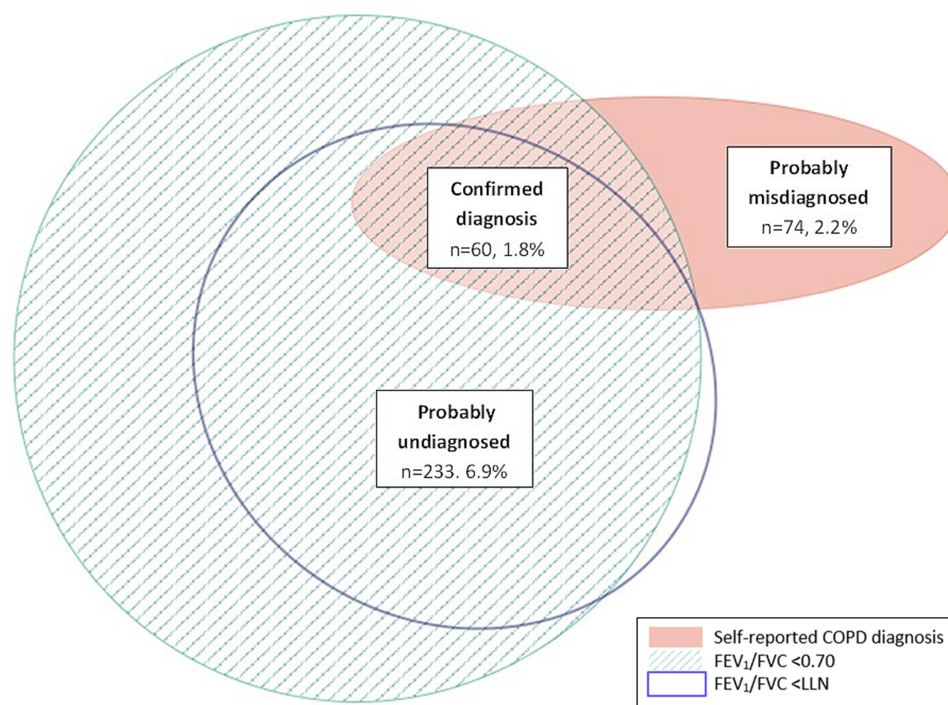 Probably
misdiagnosed
n=74, 2.2%
Confirmed
diagnosis
n=60, 1.8%
Probably
undiagnosed
n=233. 6.9%
Self-reported COPD diagnosis
FEV₁/FVC <0.70
FEV₁/FVC <LLN